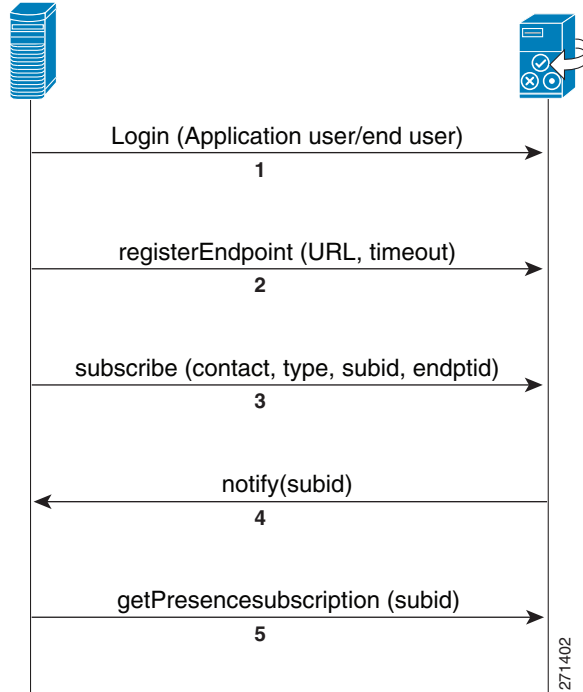 Login (Application user/end user)
1
registerEndpoint (URL, timeout)
2
subscribe (contact, type, subid, endptid)
3
notify(subid)
4
getPresencesubscription (subid)
5
271402